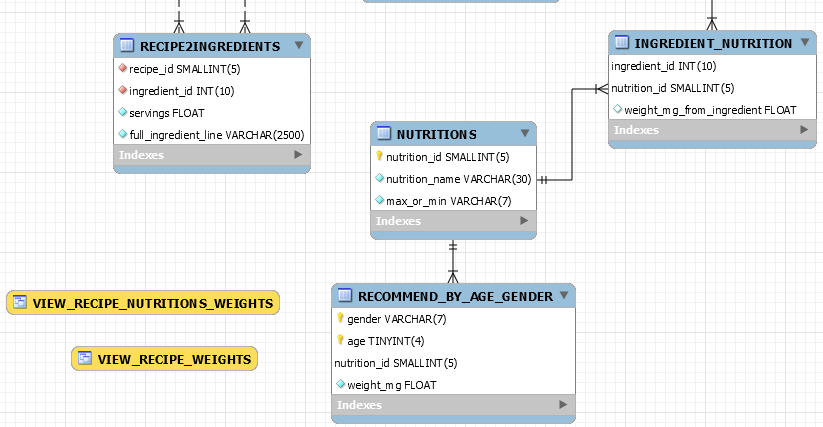 RECIPE2INGREDIENTS
recipe_id SMALLINT(5)
ingredient_id INT(10)
servings FLOAT
full_ingredient_line VARCHAR(2500)
Indexes
INGREDIENT_NUTRITION
ingredient_id INT(10)
nutrition_id SMALLINT(5)
weight_mg_from_ingredient FLOAT
Indexes
NUTRITIONS
nutrition_id SMALLINT(5)
nutrition_name VARCHAR(30)
max_or_min VARCHAR(7)
Indexes
VIEW_RECIPE_NUTRITIONS_WEIGHTS
VIEW_RECIPE_WEIGHTS
RECOMMEND_BY_AGE_GENDER
gender VARCHAR(7)
age TINYINT(4)
nutrition_id SMALLINT(5)
weight_mg FLOAT
Indexes